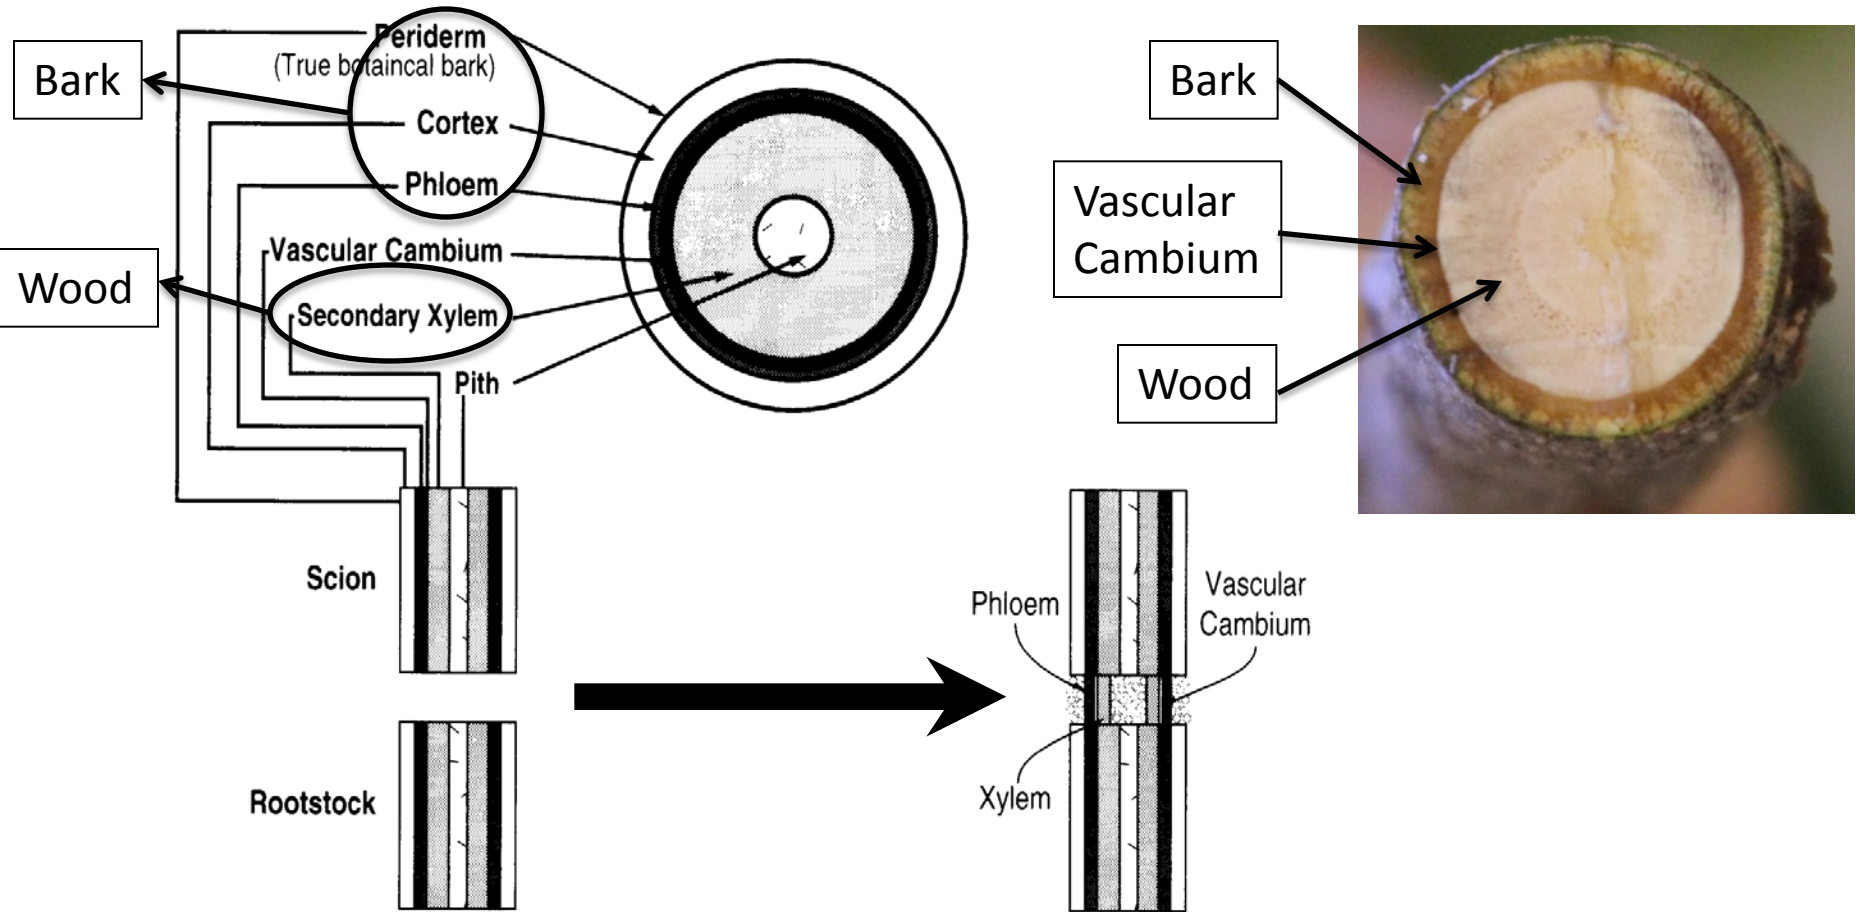 Periderm
(True botaincal bark)
Bark
Cortex
Phloem
Vascular Cambium
Wood
Secondary Xylem
Pith
Scion
Rootstock
Phloem
Vascular
Cambium
Xylem
Bark
Vascular
Cambium
Wood